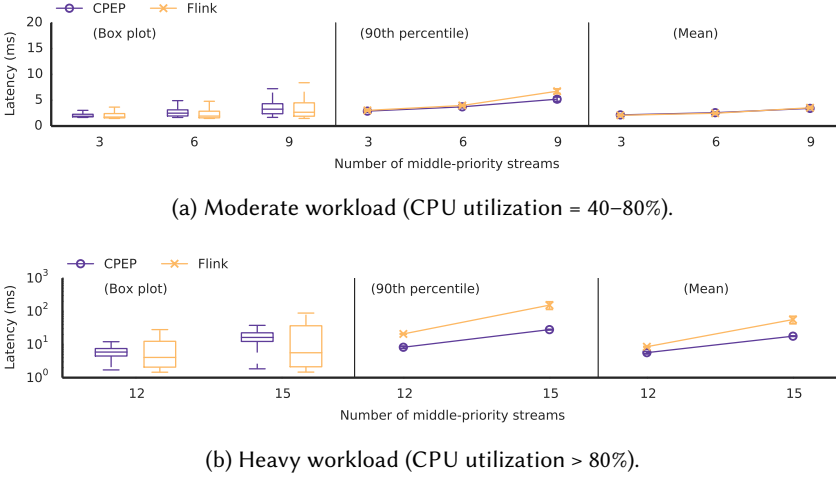 CPEP Flink
(Box plot) (90th percentile) (Mean)
Latency (ms)
20
15
10
5
0
3 6 9 3 6 9 3 6 9
Number of middle-priority streams
(a) Moderate workload (CPU utilization = 40–80%).
CPEP Flink
(Box plot) (90th percentile) (Mean)
Latency (ms)
10³
10²
10¹
10⁰
12 15 12 15 12 15
Number of middle-priority streams
(b) Heavy workload (CPU utilization > 80%).